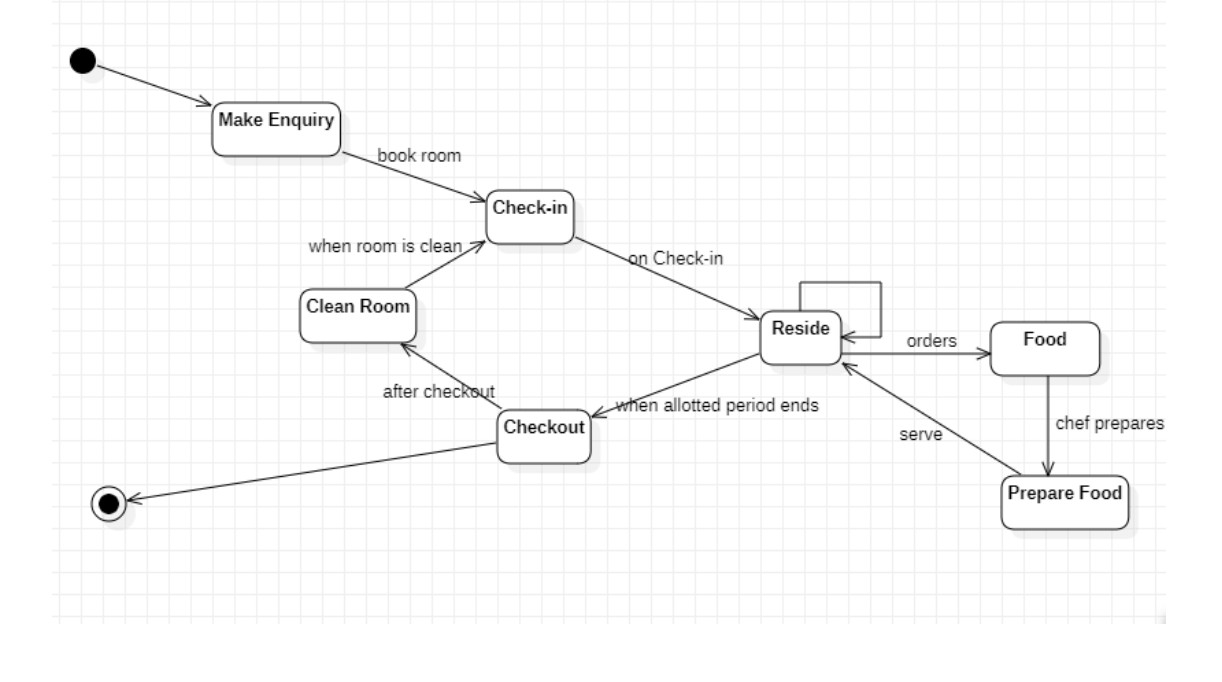 Make Enquiry
book room
Check-in
when room is clean
on Check-in
Clean Room
Reside
orders
Food
after checkout
when allotted period ends
Checkout
serve
chef prepares
Prepare Food